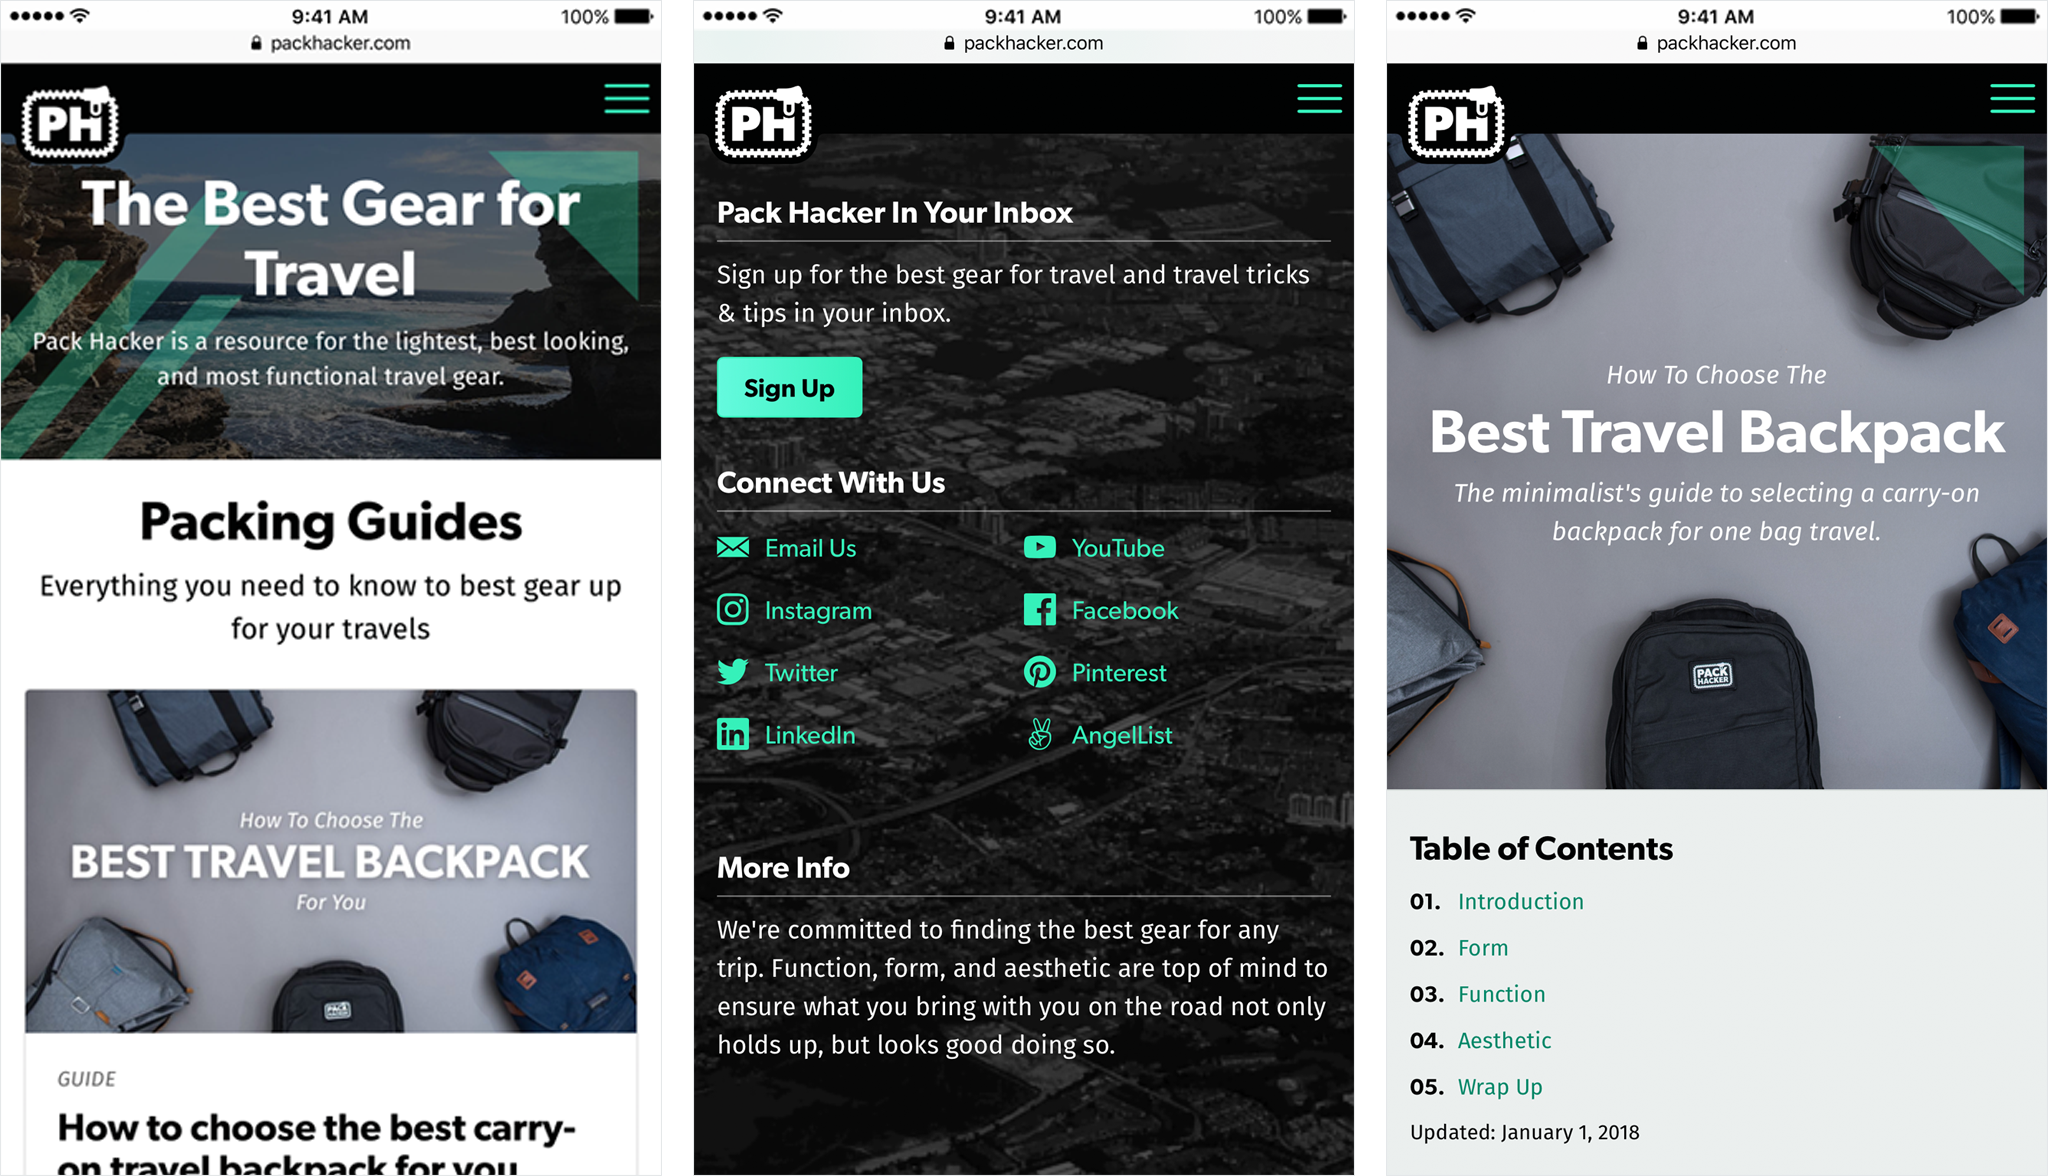 9:41 AM
100%
packhacker.com
PH
The Best Gear for
Travel
Pack Hacker is a resource for the lightest, best looking,
and most functional travel gear.
Packing Guides
Everything you need to know to best gear up
for your travels
How To Choose The
BEST TRAVEL BACKPACK
For You
PACK
HACKER
GUIDE
How to choose the best carry-
on travel backpack for you
9:41 AM
100%
packhacker.com
PH
Pack Hacker In Your Inbox
Sign up for the best gear for travel and travel tricks
& tips in your inbox.
Sign Up
Connect With Us
Email Us
YouTube
Instagram
Facebook
Twitter
Pinterest
LinkedIn
AngelList
More Info
We're committed to finding the best gear for any
trip. Function, form, and aesthetic are top of mind to
ensure what you bring with you on the road not only
holds up, but looks good doing so.
9:41 AM
100%
packhacker.com
PH
How To Choose The
Best Travel Backpack
The minimalist's guide to selecting a carry-on
backpack for one bag travel.
PACK
HACKER
Table of Contents
01. Introduction
02. Form
03. Function
04. Aesthetic
05. Wrap Up
Updated: January 1, 2018